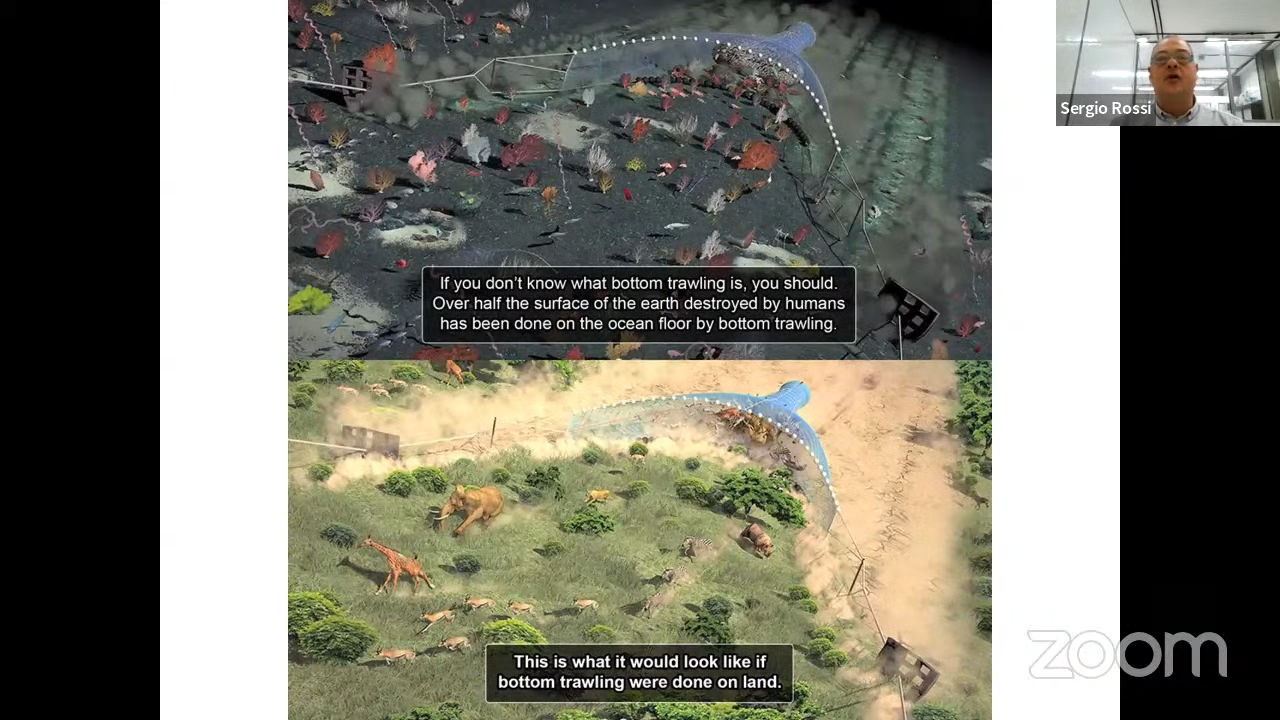 Sergio Rossi
If you don't know what bottom trawling is, you should.
Over half the surface of the earth destroyed by humans
has been done on the ocean floor by bottom trawling.
This is what it would look like if
bottom trawling were done on land.
zoom